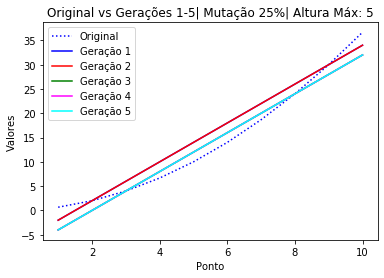 Original vs Gerações 1-5| Mutação 25%| Altura Máx: 5
Original
Geração 1
Geração 2
Geração 3
Geração 4
Geração 5
Valores
35
30
25
20
15
10
5
0
−5
2
4
6
8
10
Ponto